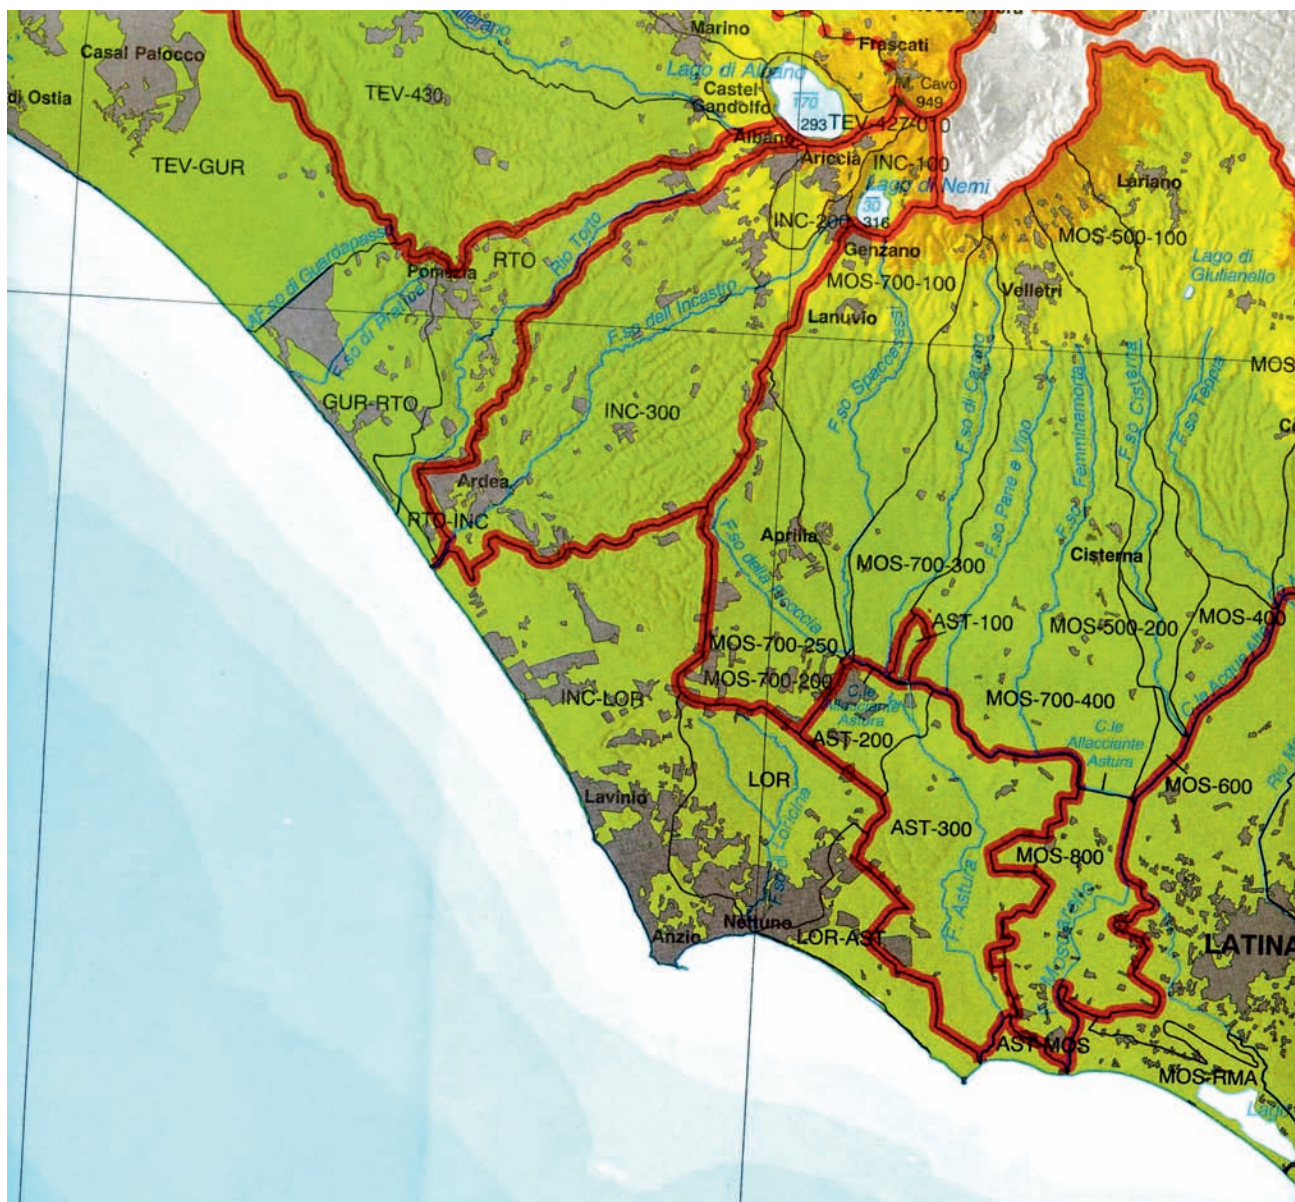 Marino
Frascati
Casal Palocco
di Ostia
Lago di Albano
M. Cavo
949
Castel
Gandolfo
170
293
TEV-430
TEV-427-010
Albano
Ariccia
INC-100
TEV-GUR
Lago di Nemi
30
316
INC-200
Lariano
MOS-500-100
Genzano
Rio Torto
RTO
F.so di Guardapasso
Pomezia
Lago di
Giulianello
MOS-700-100
Velletri
F.so di Pratica
F.so dell'Incastro
Lanuvio
F.so Spaccasassi
F.so di Carano
F.so Cisterna
F.so Teppia
MOS
GUR-RTO
INC-300
F.so Pane e Vino
F.so Femminamorta
Ardea
RTO-INC
Aprilia
F.so della Ficoccia
Cisterna
MOS-700-300
AST-100
MOS-500-200
MOS-400
MOS-700-250
MOS-700-200
C.le Acque Alte
INC-LOR
C.le
Allacciante
Astura
MOS-700-400
AST-200
C.le
Allacciante
Astura
LOR
MOS-600
Lavinio
F.so di Loricina
AST-300
MOS-800
F. Astura
Moscarello
Nettuno
Anzio
LOR-AST
LATINA
AST-MOS
MOS-RMA
Lago